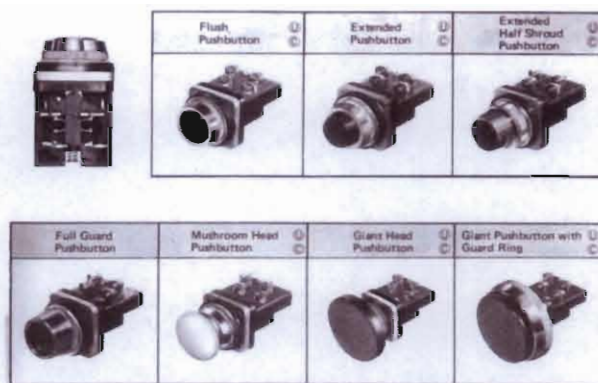 Flush Ⓤ
Pushbutton Ⓒ
Extended Ⓤ
Pushbutton Ⓒ
Extended Ⓤ
Half Shroud Ⓒ
Pushbutton
Full Guard
Pushbutton
Mushroom Head Ⓤ
Pushbutton Ⓒ
Giant Head Ⓤ
Pushbutton Ⓒ
Giant Pushbutton with Ⓤ
Guard Ring Ⓒ